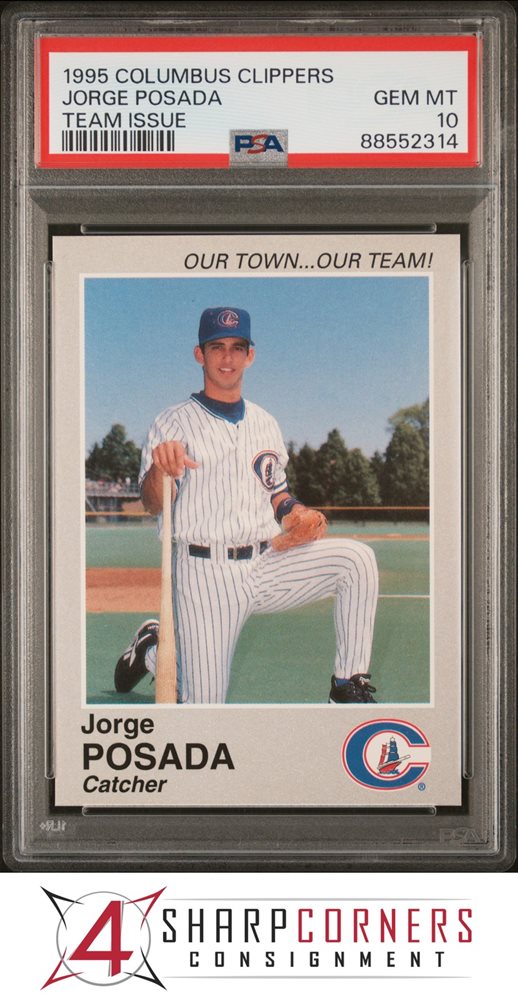 1995 COLUMBUS CLIPPERS
JORGE POSADA GEM MT
TEAM ISSUE 10
PSA 88552314
OUR TOWN...OUR TEAM!
C
C
Jorge
POSADA
Catcher
C ®
PSA
4 SHARPCORNERS
CONSIGNMENT